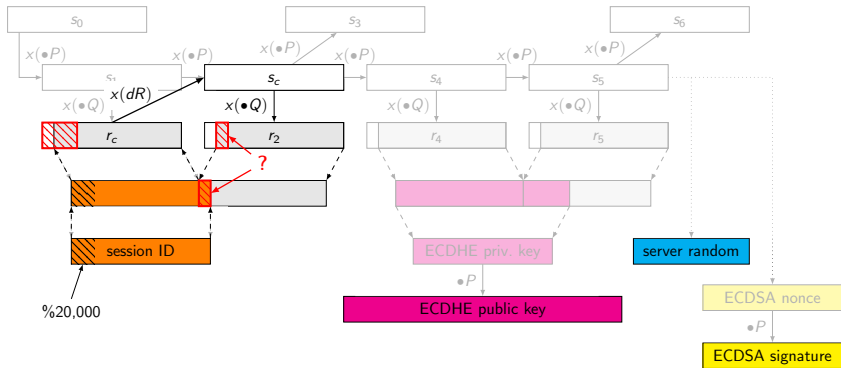 s0
s3
s6
x(•P)
x(•P)
x(•P)
x(•P)
x(•P)
x(•P)
s1
sc
s4
s5
x(dR)
x(•Q)
x(•Q)
x(•Q)
x(•Q)
rc
r2
r4
r5
?
session ID
ECDHE priv. key
server random
•P
%20,000
ECDHE public key
ECDSA nonce
•P
ECDSA signature